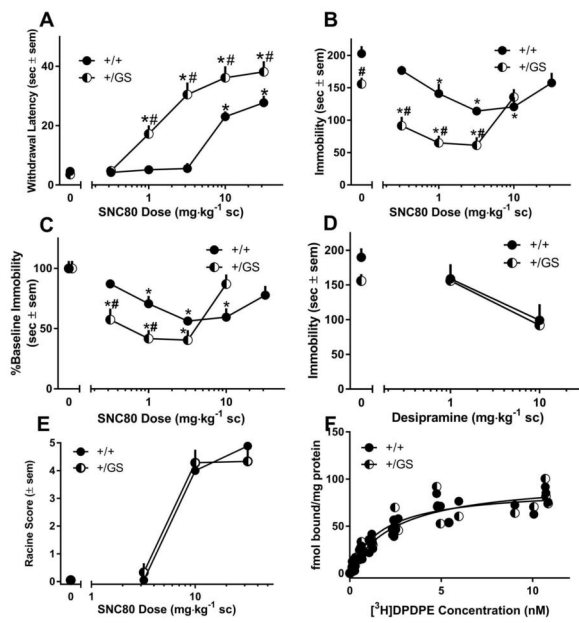 A
+/+
+/GS
Withdrawal Latency (sec ± sem)
60
40
20
0
*#
*#
*#
*#
*
*
0
1
10
SNC80 Dose (mg·kg⁻¹ sc)
B
+/+
+/GS
Immobility (sec ± sem)
200
150
100
50
0
#
*
*
*
*#
*#
*#
0
1
10
SNC80 Dose (mg·kg⁻¹ sc)
C
+/+
+/GS
%Baseline Immobility
(sec ± sem)
100
50
0
*
*
*
*#
*#
*
0
1
10
SNC80 Dose (mg·kg⁻¹ sc)
D
+/+
+/GS
Immobility (sec ± sem)
200
150
100
50
0
0
1
10
Desipramine (mg·kg⁻¹ sc)
E
+/+
+/GS
Racine Score (± sem)
5
4
3
2
1
0
0
1
10
SNC80 Dose (mg·kg⁻¹ sc)
F
+/+
+/GS
fmol bound/mg protein
150
100
50
0
0
5
10
[³H]DPDPE Concentration (nM)